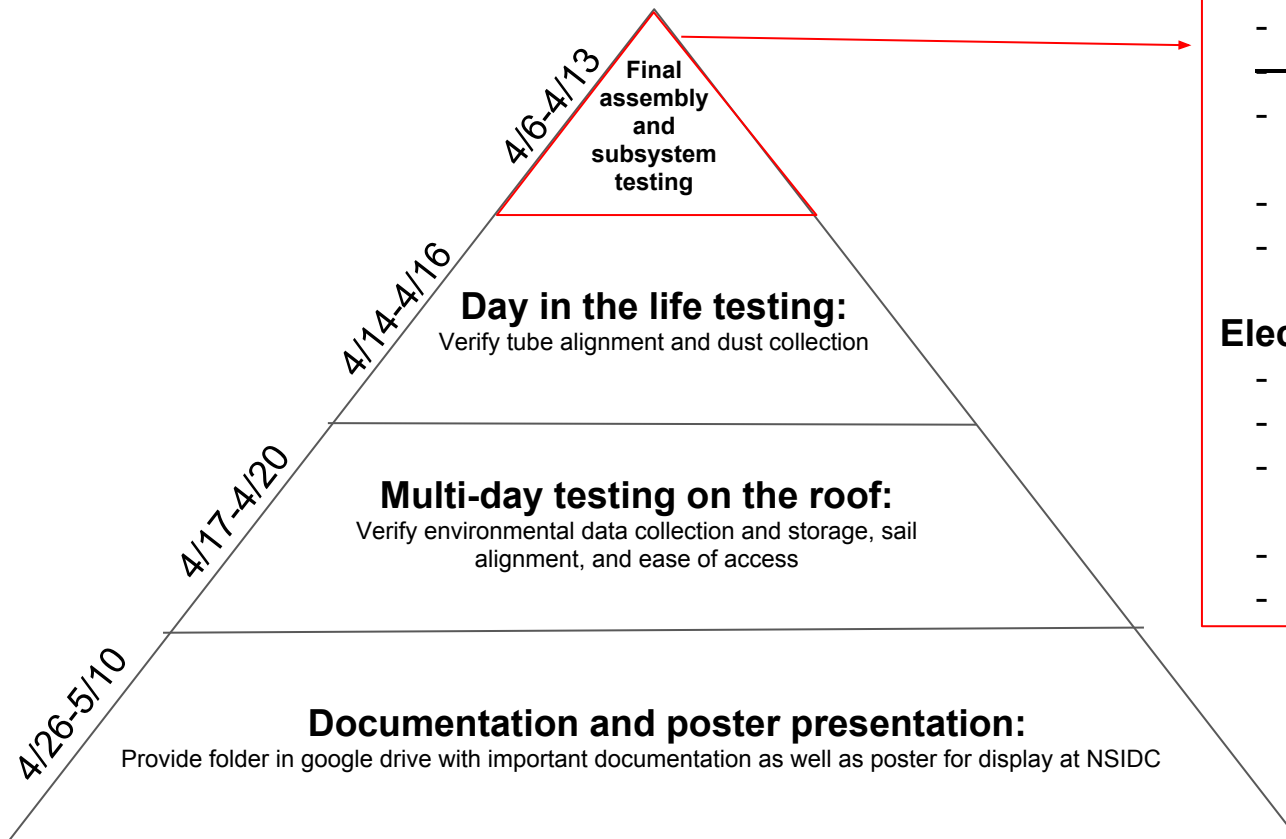 4/6-4/13
Final
assembly
and
subsystem
testing
4/14-4/16
Day in the life testing:
Verify tube alignment and dust collection
4/17-4/20
Multi-day testing on the roof:
Verify environmental data collection and storage, sail
alignment, and ease of access
4/26-5/10
Documentation and poster presentation:
Provide folder in google drive with important documentation as well as poster for display at NSIDC
-
-
-
-
-
Elec
-
-
-
-
-